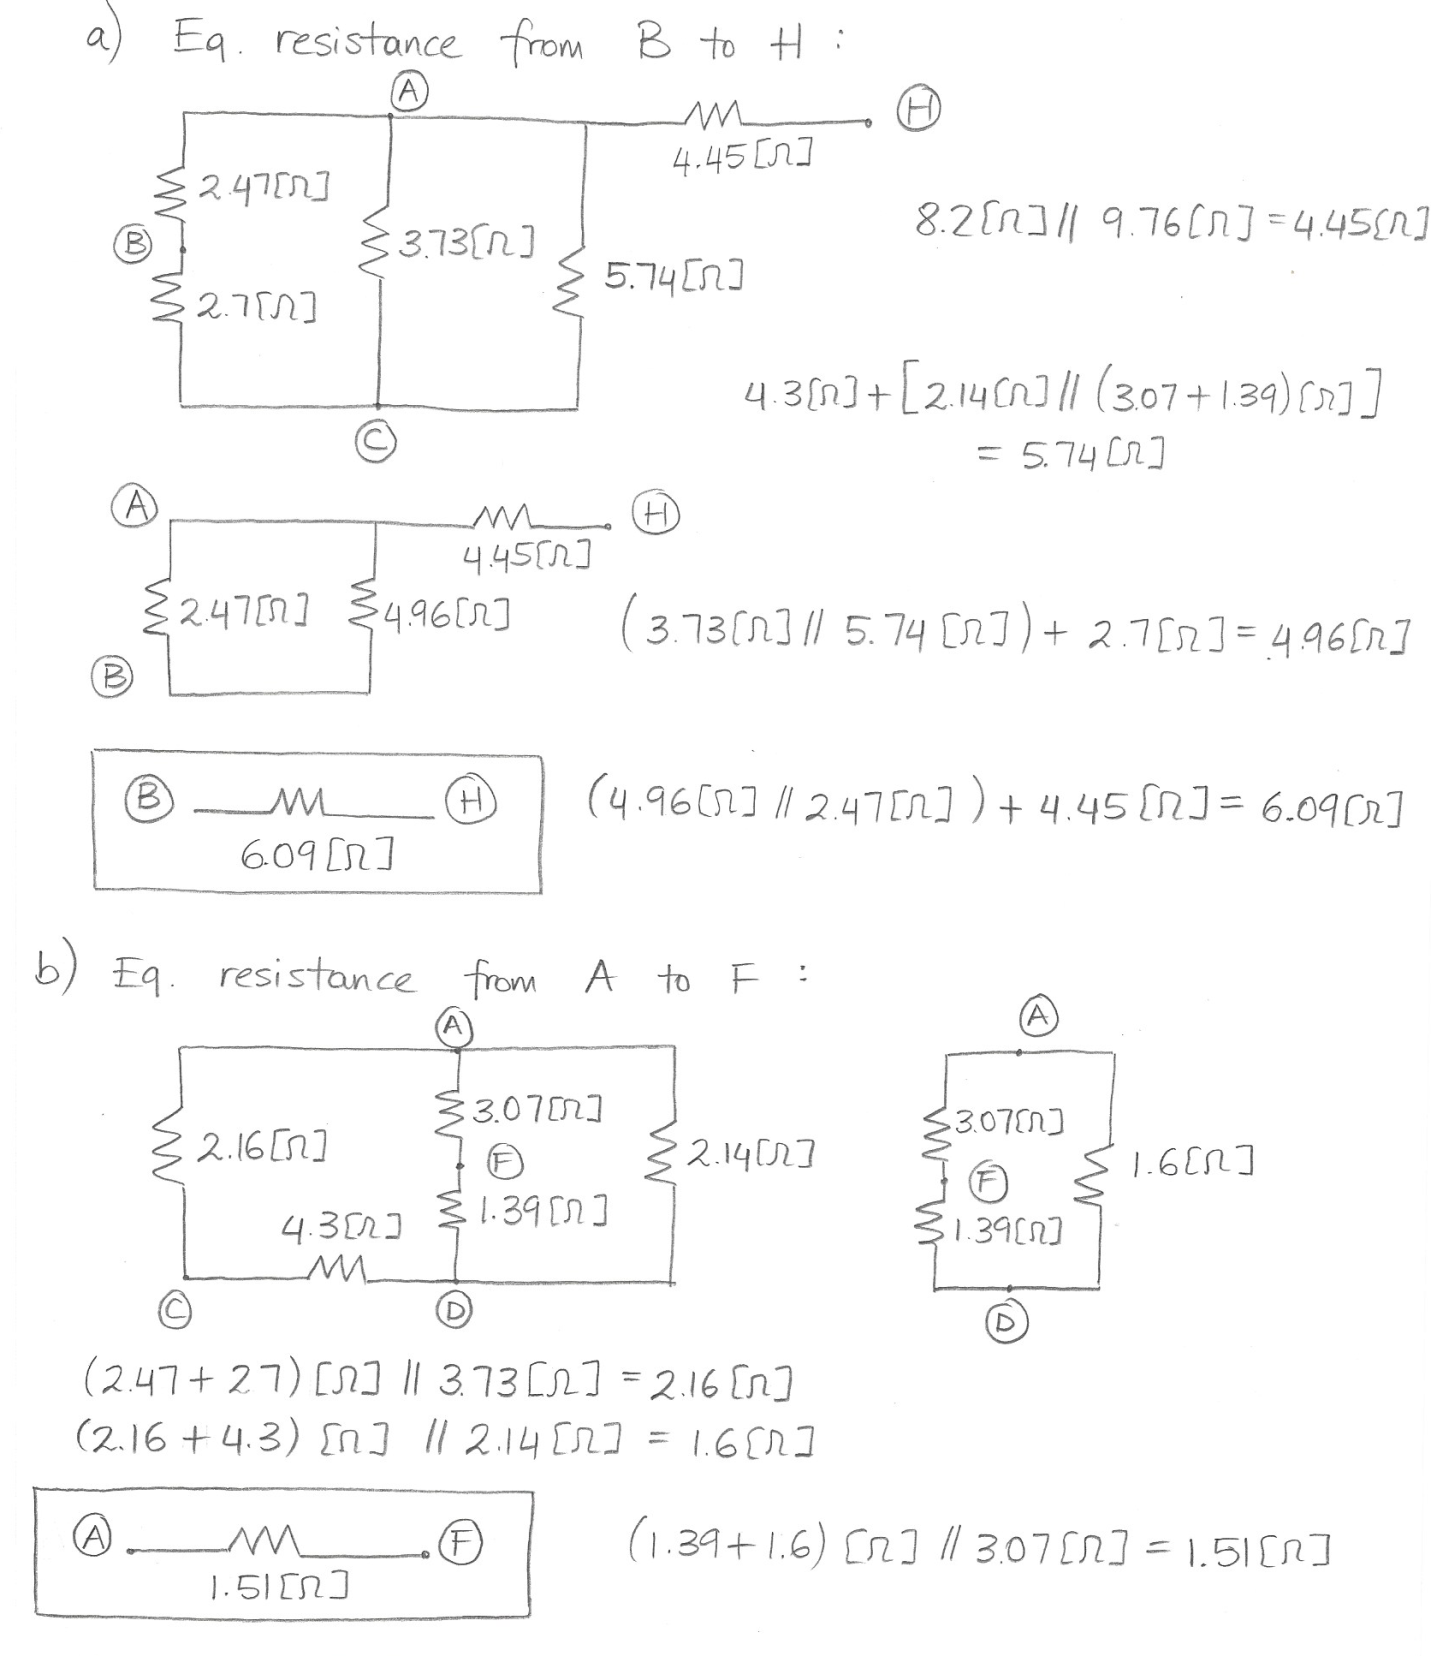 a) Eq. resistance from B to H :
A
H
4.45[Ω]
2.47[Ω]
8.2[Ω] // 9.76[Ω] = 4.45[Ω]
B
3.73[Ω]
5.74[Ω]
2.7[Ω]
4.3[Ω] + [2.14[Ω] // (3.07 + 1.39)[Ω]]
= 5.74[Ω]
C
A
H
4.45[Ω]
2.47[Ω]
4.96[Ω]
(3.73[Ω] // 5.74[Ω]) + 2.7[Ω] = 4.96[Ω]
B
B
H
(4.96[Ω] // 2.47[Ω]) + 4.45[Ω] = 6.09[Ω]
6.09[Ω]
b) Eq. resistance from A to F :
A
A
3.07[Ω]
3.07[Ω]
2.16[Ω]
F
2.14[Ω]
1.6[Ω]
F
4.3[Ω]
1.39[Ω]
1.39[Ω]
C
D
D
(2.47 + 27)[Ω] // 3.73[Ω] = 2.16[Ω]
(2.16 + 4.3) [Ω] // 2.14[Ω] = 1.6[Ω]
A
F
(1.39 + 1.6) [Ω] // 3.07[Ω] = 1.51[Ω]
1.51[Ω]